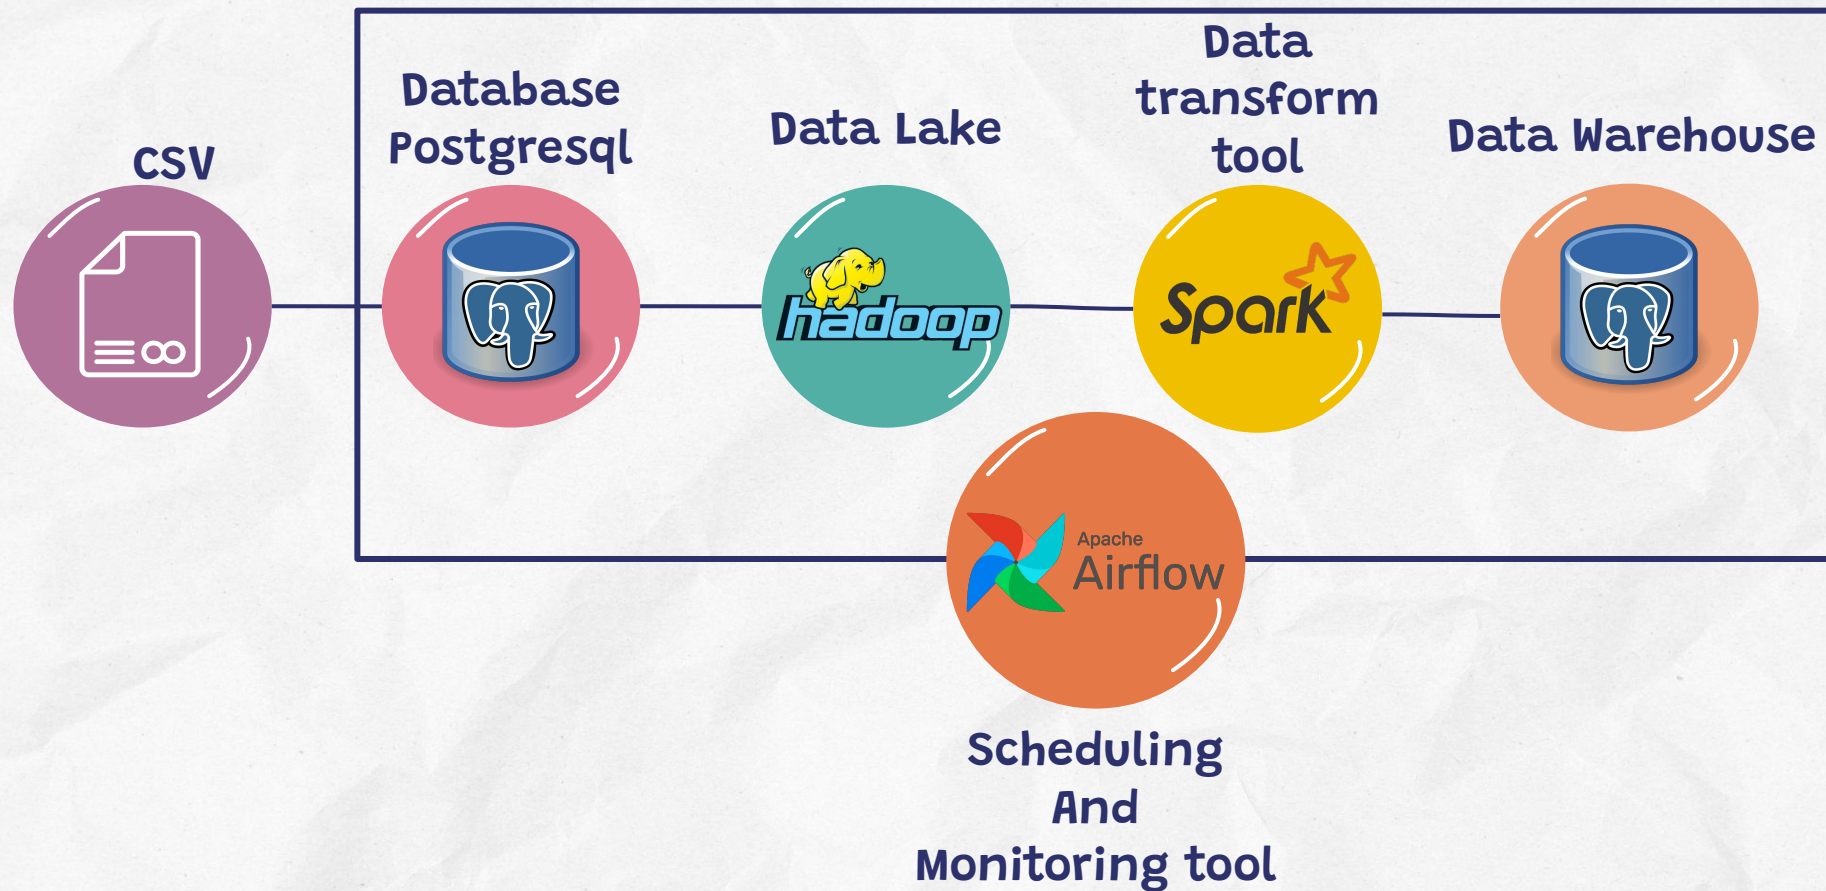 CSV
Database
Postgresql
Data Lake
Data
transform
tool
Data Warehouse
hadoop
Spark
Apache
Airflow
Scheduling
And
Monitoring tool